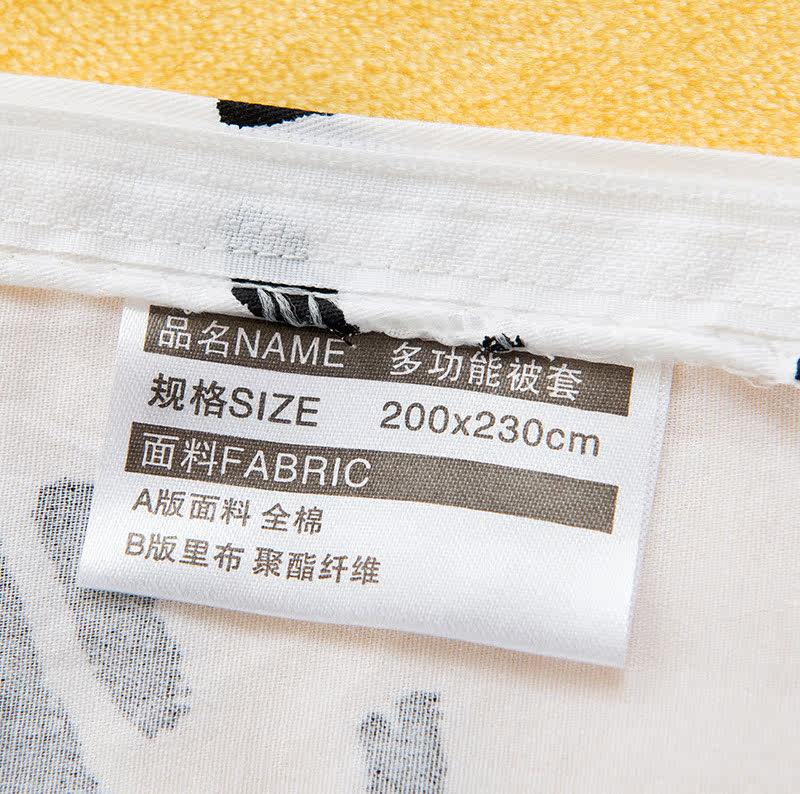 品名NAME 多功能被套
规格SIZE 200x230cm
面料FABRIC
A版面料 全棉
B版里布 聚酯纤维